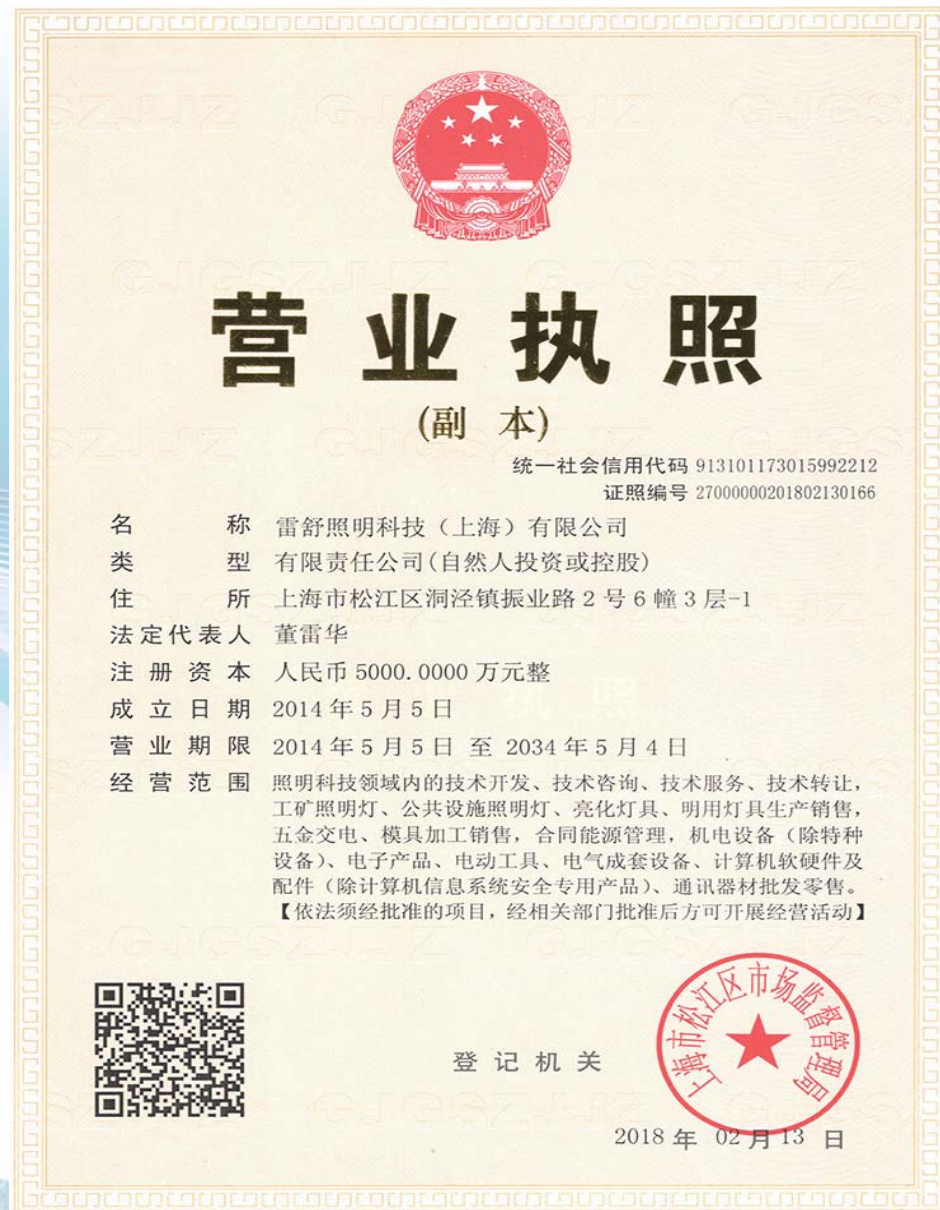 营业执照
(副 本)
统一社会信用代码 913101173015992212
证照编号 27000000201802130166
名 称 雷舒照明科技（上海）有限公司
类 型 有限责任公司(自然人投资或控股)
住 所 上海市松江区洞泾镇振业路2号6幢3层-1
法定代表人 董雷华
注册资本 人民币5000.0000万元整
成立日期 2014年5月5日
营业期限 2014年5月5日 至 2034年5月4日
经营范围 照明科技领域内的技术开发、技术咨询、技术服务、技术转让，
工矿照明灯、公共设施照明灯、亮化灯具、明用灯具生产销售，
五金交电、模具加工销售，合同能源管理，机电设备（除特种
设备）、电子产品、电动工具、电气成套设备、计算机软硬件及
配件（除计算机信息系统安全专用产品）、通讯器材批发零售。
【依法须经批准的项目，经相关部门批准后方可开展经营活动】
登记机关
上海市松江区市场监督管理局
2018年 02月13 日